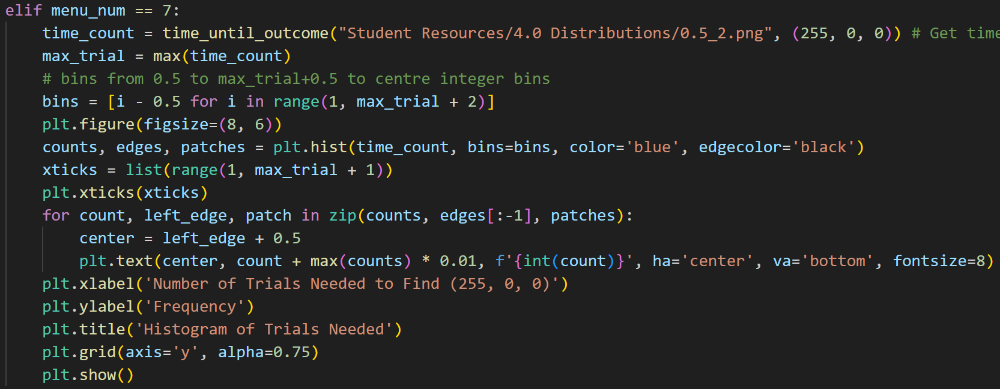 elif menu_num == 7:
    time_count = time_until_outcome("Student Resources/4.0 Distributions/0.5_2.png", (255, 0, 0)) # Get time
    max_trial = max(time_count)
    # bins from 0.5 to max_trial+0.5 to centre integer bins
    bins = [i - 0.5 for i in range(1, max_trial + 2)]
    plt.figure(figsize=(8, 6))
    counts, edges, patches = plt.hist(time_count, bins=bins, color='blue', edgecolor='black')
    xticks = list(range(1, max_trial + 1))
    plt.xticks(xticks)
    for count, left_edge, patch in zip(counts, edges[:-1], patches):
        center = left_edge + 0.5
        plt.text(center, count + max(counts) * 0.01, f'{int(count)}', ha='center', va='bottom', fontsize=8)
    plt.xlabel('Number of Trials Needed to Find (255, 0, 0)')
    plt.ylabel('Frequency')
    plt.title('Histogram of Trials Needed')
    plt.grid(axis='y', alpha=0.75)
    plt.show()